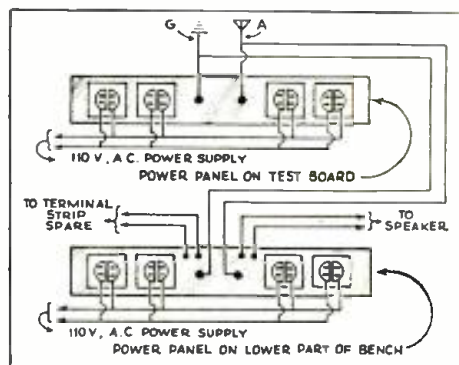 G
A
110 V, A.C. POWER SUPPLY
POWER PANEL ON TEST BOARD
TO TERMINAL
STRIP
SPARE
TO
SPEAKER
110 V, A.C. POWER SUPPLY
POWER PANEL ON LOWER PART OF BENCH